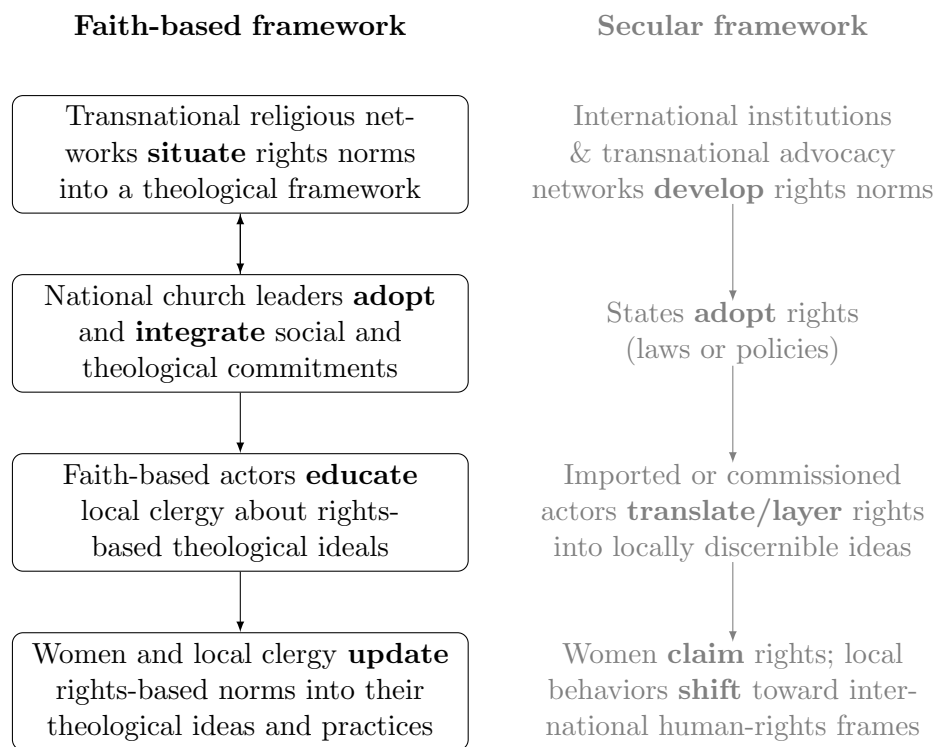 Faith-based framework
Transnational religious net-
works situate rights norms
into a theological framework
National church leaders adopt
and integrate social and
theological commitments
Faith-based actors educate
local clergy about rights-
based theological ideals
Women and local clergy update
rights-based norms into their
theological ideas and practices
Secular framework
International institutions
& transnational advocacy
networks develop rights norms
States adopt rights
(laws or policies)
Imported or commissioned
actors translate/layer rights
into locally discernible ideas
Women claim rights; local
behaviors shift toward inter-
national human-rights frames